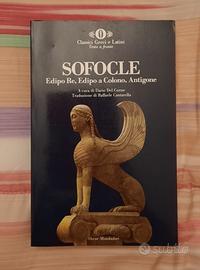 Classici Greci e Latini
Testo a fronte
SOFOCLE
Edipo Re, Edipo a Colono, Antigone
A cura di Dario Del Corno
Traduzione di Raffaele Cantarella
Oscar Mondadori
subito